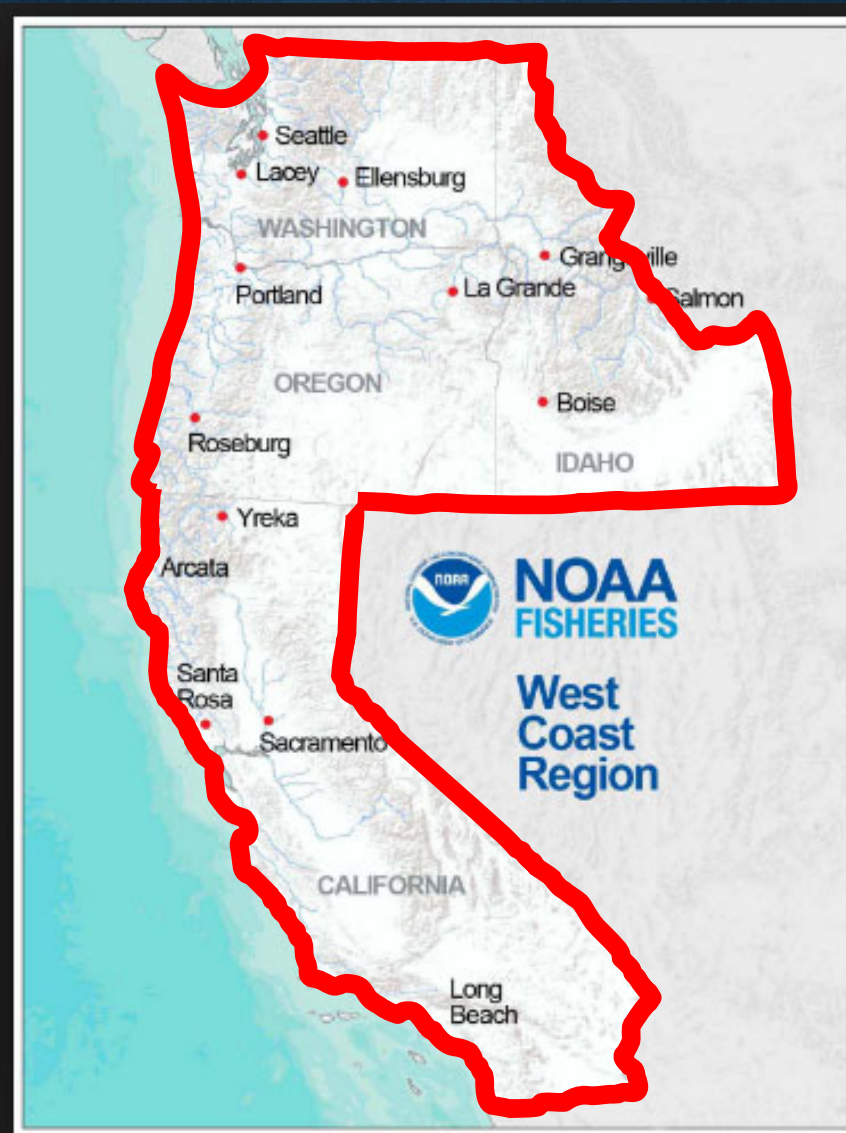 Seattle
Lacey
Ellensburg
WASHINGTON
Grangeville
Portland
La Grande
Salmon
OREGON
Boise
Roseburg
IDAHO
Yreka
Arcata
NOAA
NOAA
FISHERIES
Santa
Rosa
West
Coast
Region
Sacramento
CALIFORNIA
Long
Beach